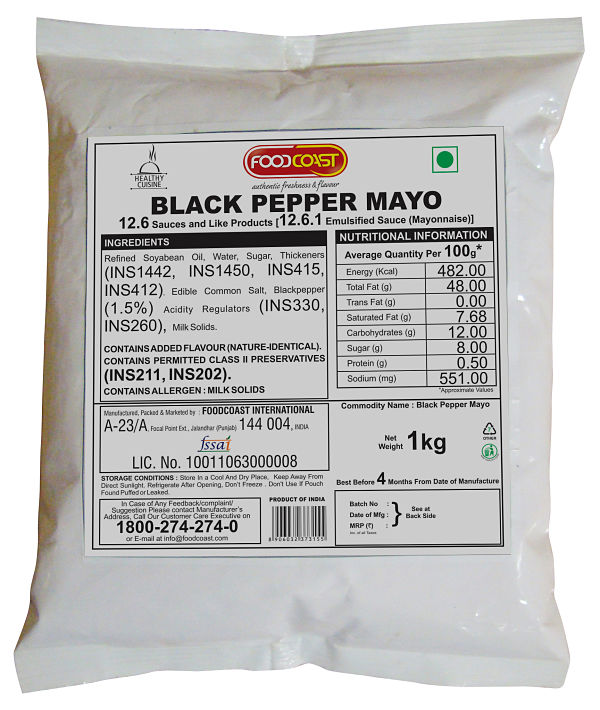 HEALTHY
CUISINE
FOODCOAST
authentic freshness & flavour
BLACK PEPPER MAYO
12.6 Sauces and Like Products [12.6.1 Emulsified Sauce (Mayonnaise)]
INGREDIENTS
Refined Soyabean Oil, Water, Sugar, Thickeners
(INS1442, INS1450, INS415,
INS412). Edible Common Salt, Blackpepper
(1.5%) Acidity Regulators (INS330,
INS260), Milk Solids.
CONTAINS ADDED FLAVOUR (NATURE-IDENTICAL).
CONTAINS PERMITTED CLASS II PRESERVATIVES
(INS211, INS202).
CONTAINS ALLERGEN : MILK SOLIDS
NUTRITIONAL INFORMATION
Average Quantity Per 100g*
Energy (Kcal) 482.00
Total Fat (g) 48.00
Trans Fat (g) 0.00
Saturated Fat (g) 7.68
Carbohydrates (g) 12.00
Sugar (g) 8.00
Protein (g) 0.50
Sodium (mg) 551.00
*Approximate Values
Manufactured, Packed & Marketed by : FOODCOAST INTERNATIONAL
A-23/A, Focal Point Ext., Jalandhar (Punjab) 144 004, INDIA
fssai
LIC. No. 10011063000008
Commodity Name : Black Pepper Mayo
Net
Weight 1kg
OTHER
Best Before 4 Months From Date of Manufacture
STORAGE CONDITIONS : Store In a Cool And Dry Place, Keep Away From
Direct Sunlight. Refrigerate After Opening, Don't Freeze . Don't Use If Pouch
Found Puffed or Leaked.
In Case of Any Feedback/complaint/
Suggestion Please contact Manufacturer's
Address, Call Our Customer Care Executive on
1800-274-274-0
or E-mail at info@foodcoast.com
PRODUCT OF INDIA
8 906032 373155
Batch No :
Date of Mfg :
MRP (₹) :
Inc. of all Taxes
See at
Back Side